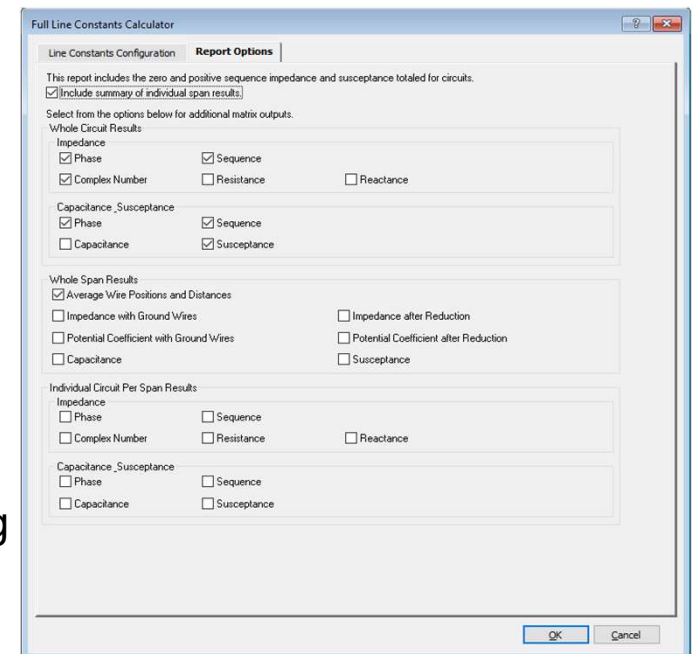 Full Line Constants Calculator
Line Constants Configuration Report Options
This report includes the zero and positive sequence impedance and susceptance totaled for circuits.
Include summary of individual span results.
Select from the options below for additional matrix outputs.
Whole Circuit Results
Impedance
Phase Sequence
Complex Number Resistance Reactance
Capacitance_Susceptance
Phase Sequence
Capacitance Susceptance
Whole Span Results
Average Wire Positions and Distances
Impedance with Ground Wires Impedance after Reduction
Potential Coefficient with Ground Wires Potential Coefficient after Reduction
Capacitance Susceptance
Individual Circuit Per Span Results
Impedance
Phase Sequence
Complex Number Resistance Reactance
Capacitance_Susceptance
Phase Sequence
Capacitance Susceptance
g
OK Cancel